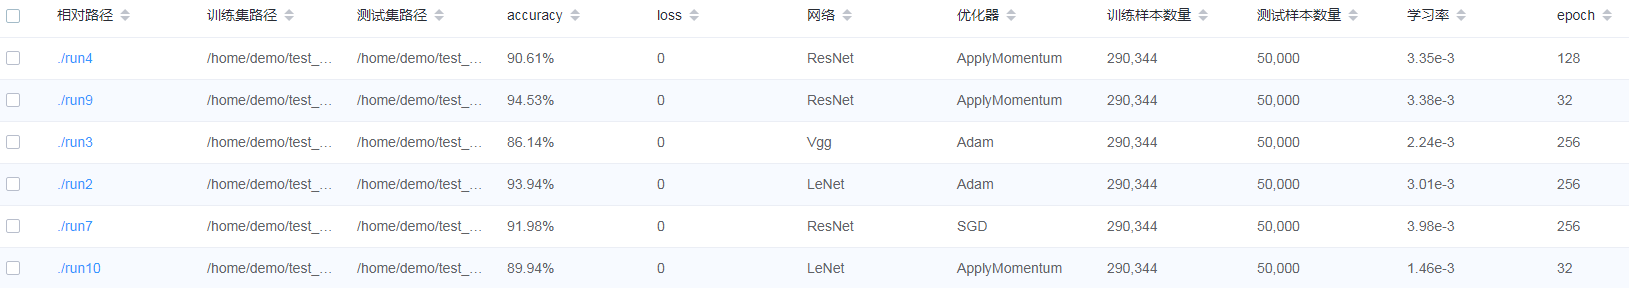 相对路径 训练集路径 测试集路径 accuracy loss 网络 优化器 训练样本数量 测试样本数量 学习率 epoch
./run4 /home/demo/test_... /home/demo/test_... 90.61% 0 ResNet ApplyMomentum 290,344 50,000 3.35e-3 128
./run9 /home/demo/test_... /home/demo/test_... 94.53% 0 ResNet ApplyMomentum 290,344 50,000 3.38e-3 32
./run3 /home/demo/test_... /home/demo/test_... 86.14% 0 Vgg Adam 290,344 50,000 2.24e-3 256
./run2 /home/demo/test_... /home/demo/test_... 93.94% 0 LeNet Adam 290,344 50,000 3.01e-3 256
./run7 /home/demo/test_... /home/demo/test_... 91.98% 0 ResNet SGD 290,344 50,000 3.98e-3 256
./run10 /home/demo/test_... /home/demo/test_... 89.94% 0 LeNet ApplyMomentum 290,344 50,000 1.46e-3 32